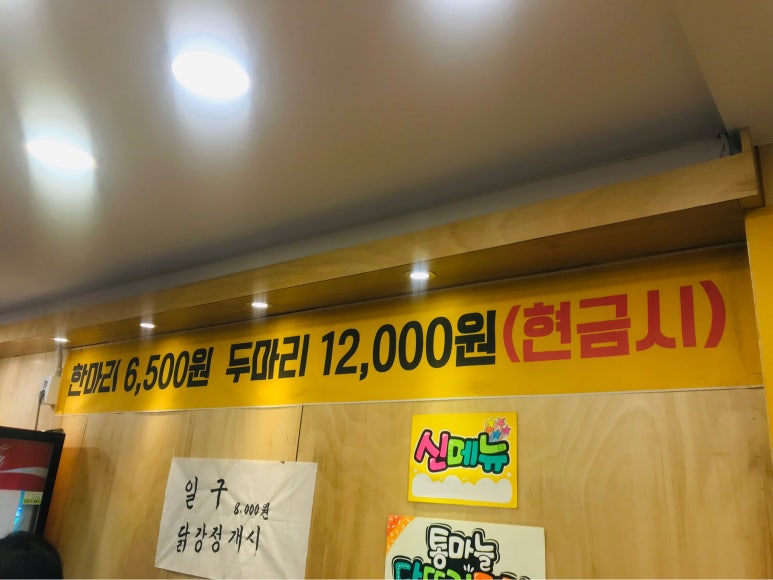 한마리 6,500원 두마리 12,000원(현금시)
신메뉴
일구 8.000원
닭강정개시
통마늘